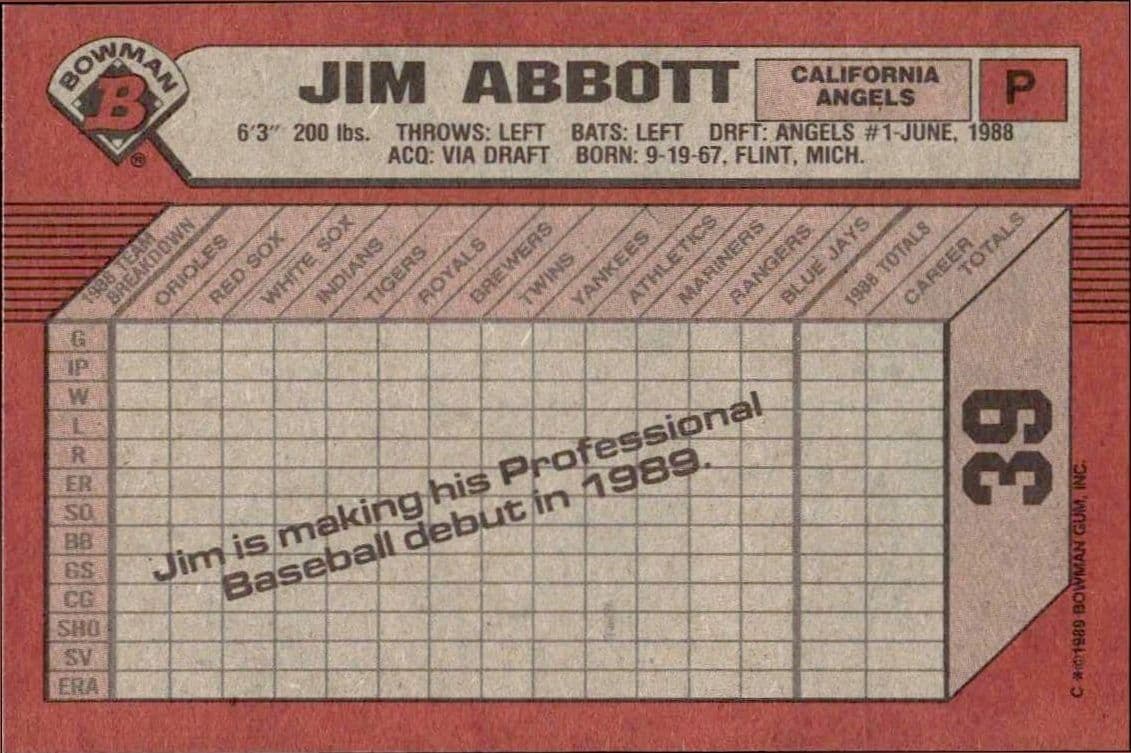 BOWMAN
B
®
JIM ABBOTT
CALIFORNIA
ANGELS
P
6'3" 200 lbs. THROWS: LEFT BATS: LEFT DRFT: ANGELS #1-JUNE, 1988
ACQ: VIA DRAFT BORN: 9-19-67, FLINT, MICH.
1988 TEAM
BREAKDOWN
ORIOLES
RED SOX
WHITE SOX
INDIANS
TIGERS
ROYALS
BREWERS
TWINS
YANKEES
ATHLETICS
MARINERS
RANGERS
BLUE JAYS
1988 TOTALS
CAREER
TOTALS
G
IP
W
L
R
ER
SO
BB
GS
CG
SHO
SV
ERA
Jim is making his Professional
Baseball debut in 1989.
39
C *©1989 BOWMAN GUM, INC.